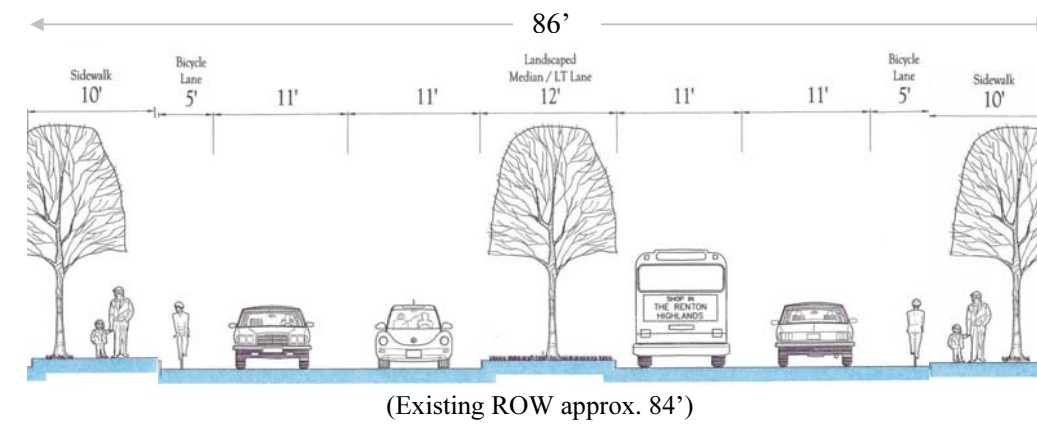 86’
Sidewalk
10'
Bicycle
Lane
5'
11'
11'
Landscaped
Median / LT Lane
12'
11'
11'
Bicycle
Lane
5'
Sidewalk
10'
SHOP IN
THE RENTON
HIGHLANDS
(Existing ROW approx. 84’)